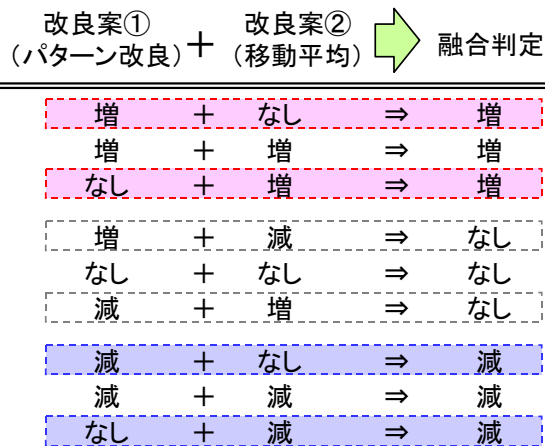 改良案① 改良案②
(パターン改良) + (移動平均) 融合判定
増 + なし ⇒ 増
増 + 増 ⇒ 増
なし + 増 ⇒ 増
増 + 減 ⇒ なし
なし + なし ⇒ なし
減 + 増 ⇒ なし
減 + なし ⇒ 減
減 + 減 ⇒ 減
なし + 減 ⇒ 減